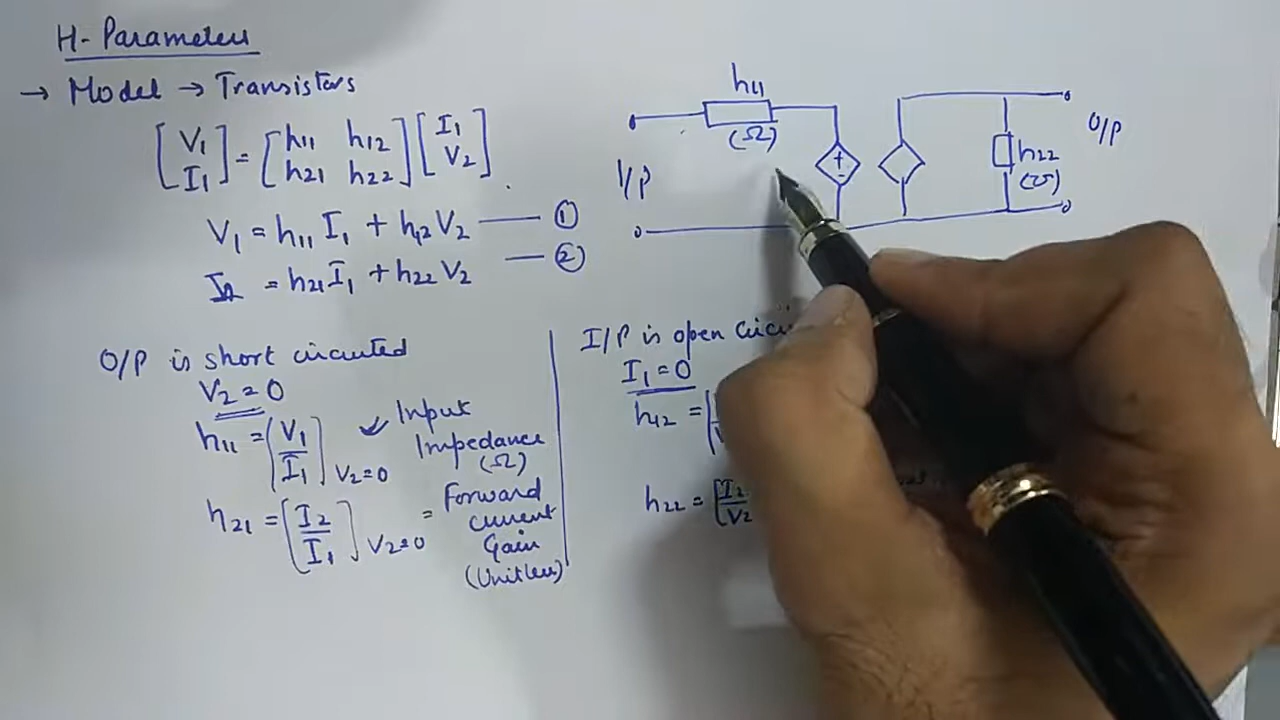 H-Parameters
→ Model → Transistors
[V1 I1] = [h11 h12 h21 h22] [I1 V2]
V1 = h11 I1 + h12 V2 —— ①
I2 = h21 I1 + h22 V2 — ②
O/P is short circuited
V2 = 0
h11 = [V1/I1] V2=0 ✓ Input Impedance (Ω)
h21 = [I2/I1] V2=0 = Forward current Gain (Unitless)
I/P is open
I1 = 0
h12 =
h22 = [I2/V2
h11
(Ω)
I/P
+
-
h22
(℧)
O/P